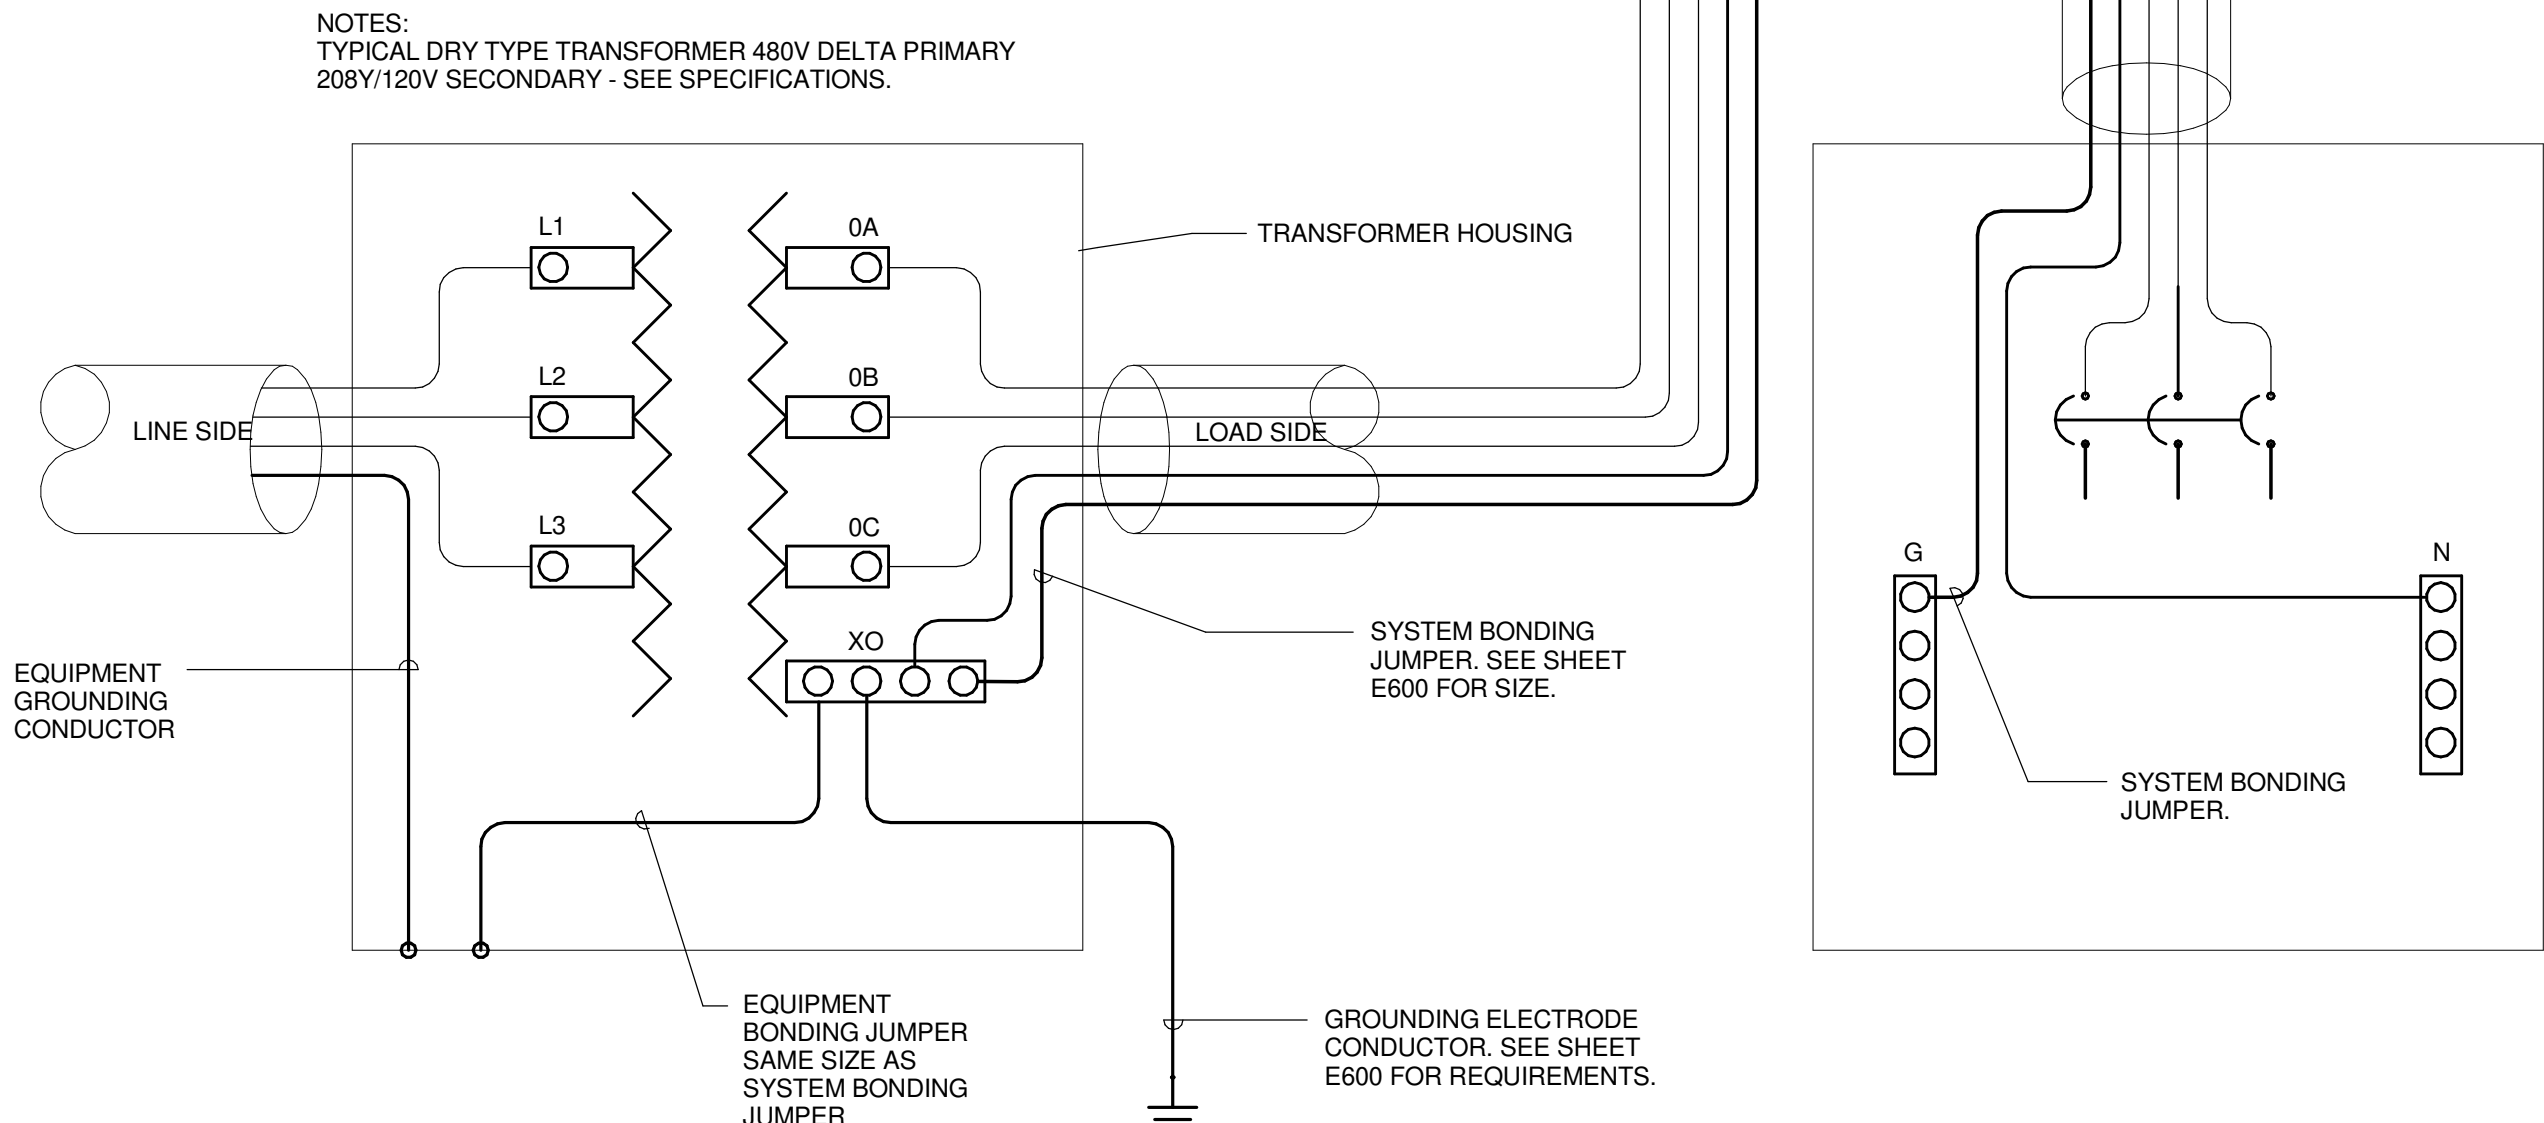 NOTES:
TYPICAL DRY TYPE TRANSFORMER 480V DELTA PRIMARY
208Y/120V SECONDARY - SEE SPECIFICATIONS.
L1
0A
TRANSFORMER HOUSING
L2
0B
LINE SIDE
LOAD SIDE
L3
0C
G
N
XO
SYSTEM BONDING
JUMPER. SEE SHEET
E600 FOR SIZE.
EQUIPMENT
GROUNDING
CONDUCTOR
SYSTEM BONDING
JUMPER.
EQUIPMENT
BONDING JUMPER
SAME SIZE AS
SYSTEM BONDING
JUMPER
GROUNDING ELECTRODE
CONDUCTOR. SEE SHEET
E600 FOR REQUIREMENTS.